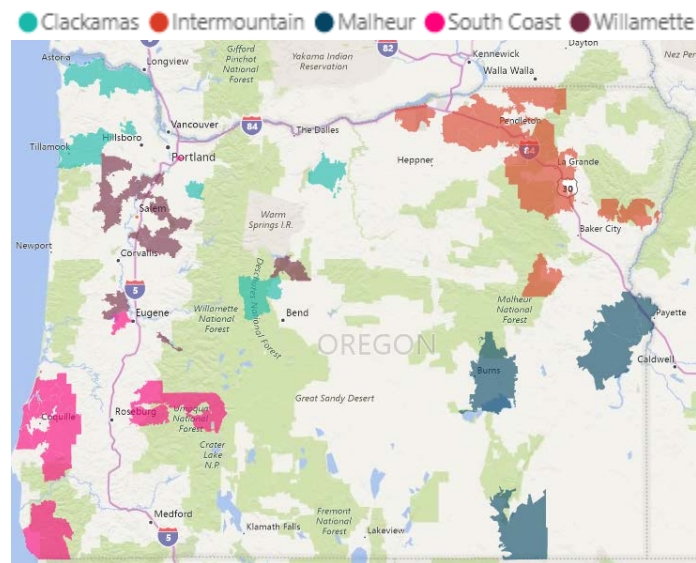 Clackamas Intermountain Malheur South Coast Willamette
Astoria
Longview
Gifford
Pinchot
National
Forest
Yakama Indian
Reservation
82
Kennewick
Dayton
Walla Walla
Nez Per
Tillamook
Hillsboro
Vancouver
Portland
84
The Dalles
Pendleton
Heppner
84
La Grande
30
Salem
Warm
Springs I.R.
Baker City
Newport
Corvallis
5
Eugene
Willamette
National
Forest
Deschutes National Forest
Bend
Malheur
National
Forest
Payette
OREGON
Caldwell
Burns
Great Sandy Desert
Coquille
Roseburg
Umpqua
National
Forest
Crater
Lake
N.P.
Medford
5
Klamath Falls
Fremont
National
Forest
Lakeview